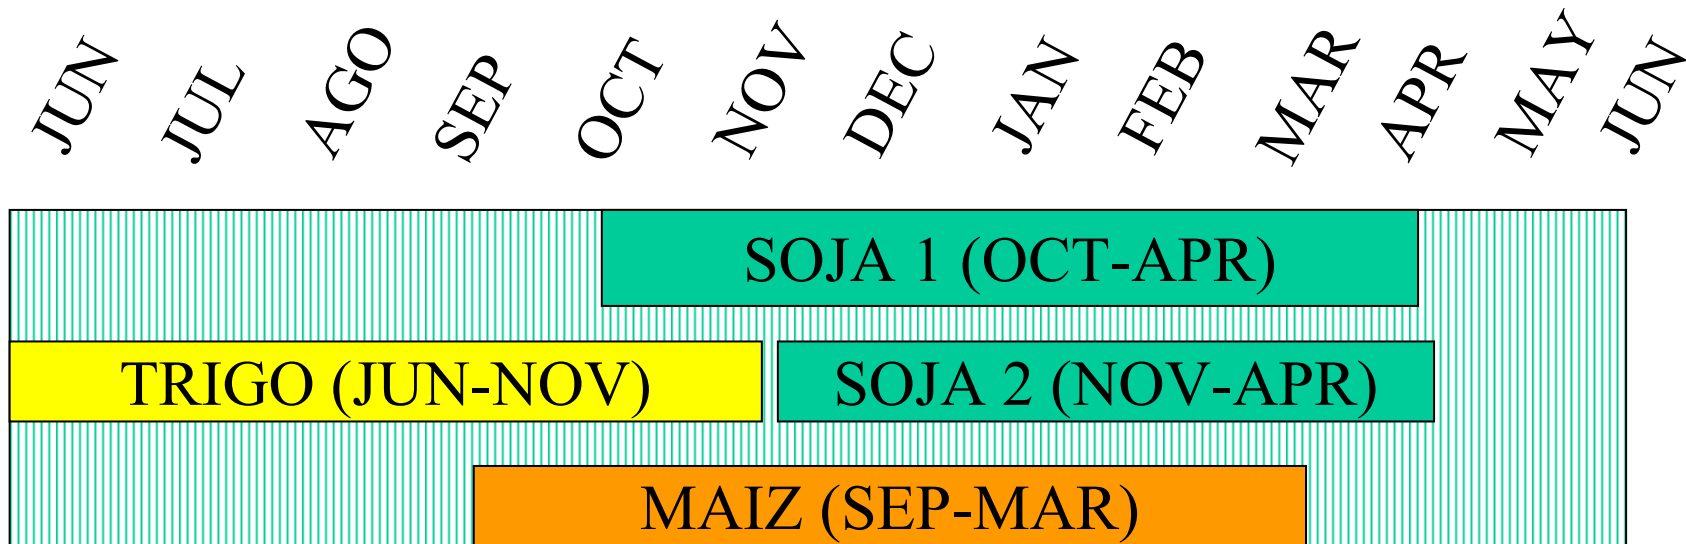 JUN JUL AGO SEP OCT NOV DEC JAN FEB MAR APR MAY JUN
SOJA 1 (OCT-APR)
TRIGO (JUN-NOV) SOJA 2 (NOV-APR)
MAIZ (SEP-MAR)